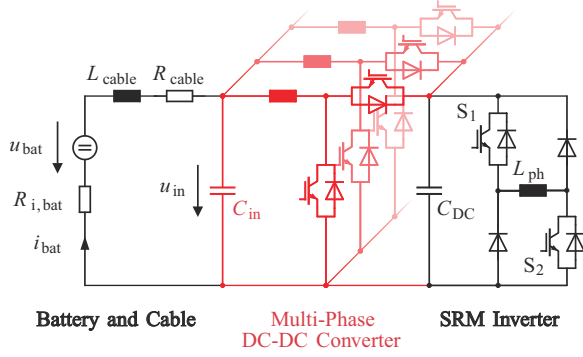 L cable
R cable
S1
u bat
u in
L ph
R i,bat
C in
C DC
i bat
S2
Battery and Cable
Multi-Phase
DC-DC Converter
SRM Inverter